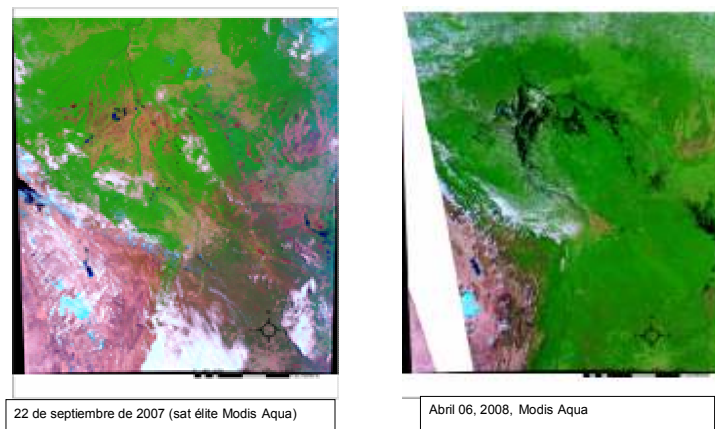 22 de septiembre de 2007 (sat élite Modis Aqua)
Abril 06, 2008, Modis Aqua